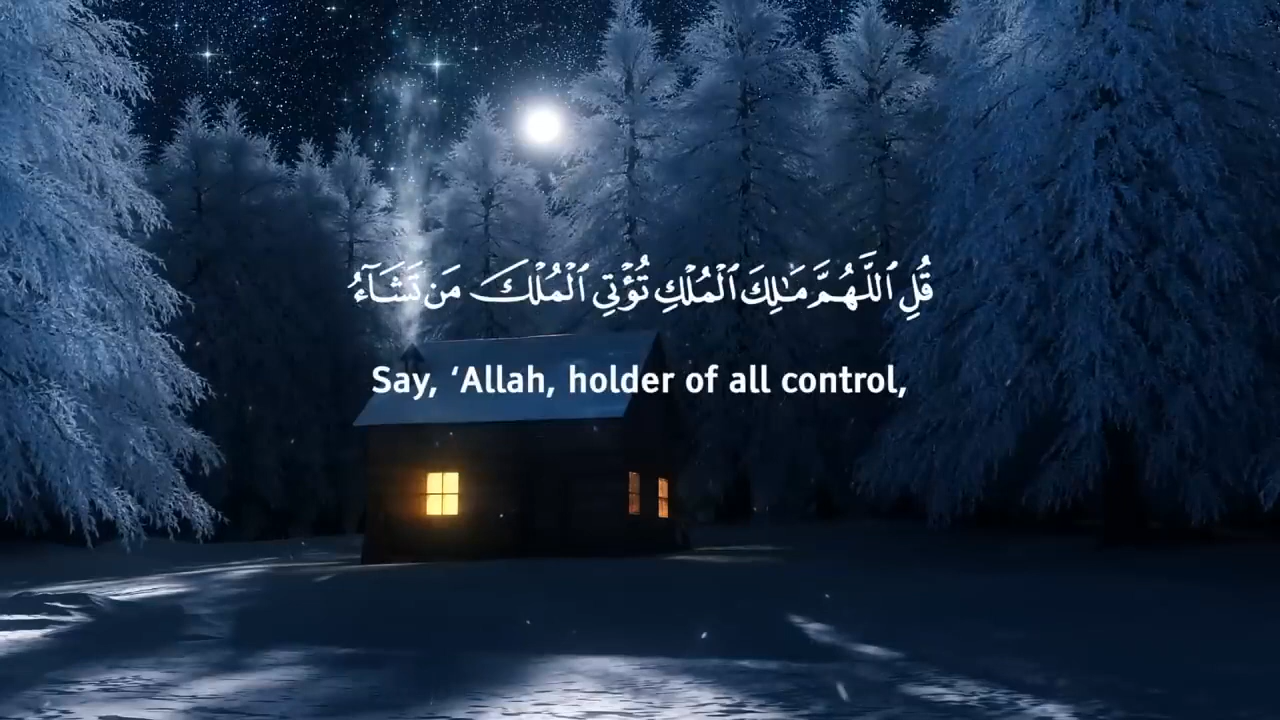 قُلِ ٱللَّهُمَّ مَـٰلِكَ ٱلْمُلْكِ تُؤْتِى ٱلْمُلْكَ مَن تَشَآءُ
Say, ‘Allah, holder of all control,